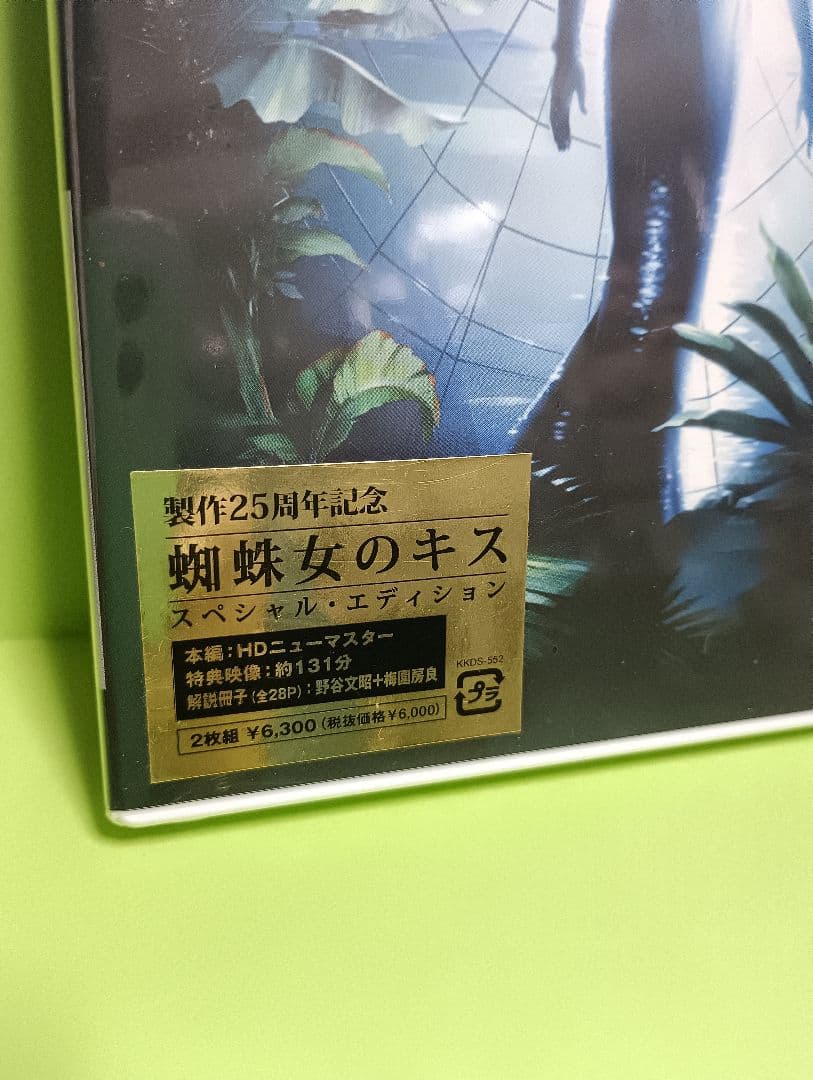 製作25周年記念
蜘蛛女のキス
スペシャル・エディション
本編：HDニューマスター
特典映像：約131分
解説冊子（全28P）：野谷文昭+梅園房良
KKDS-552
プラ
2枚組 ¥6,300（税抜価格¥6,000）